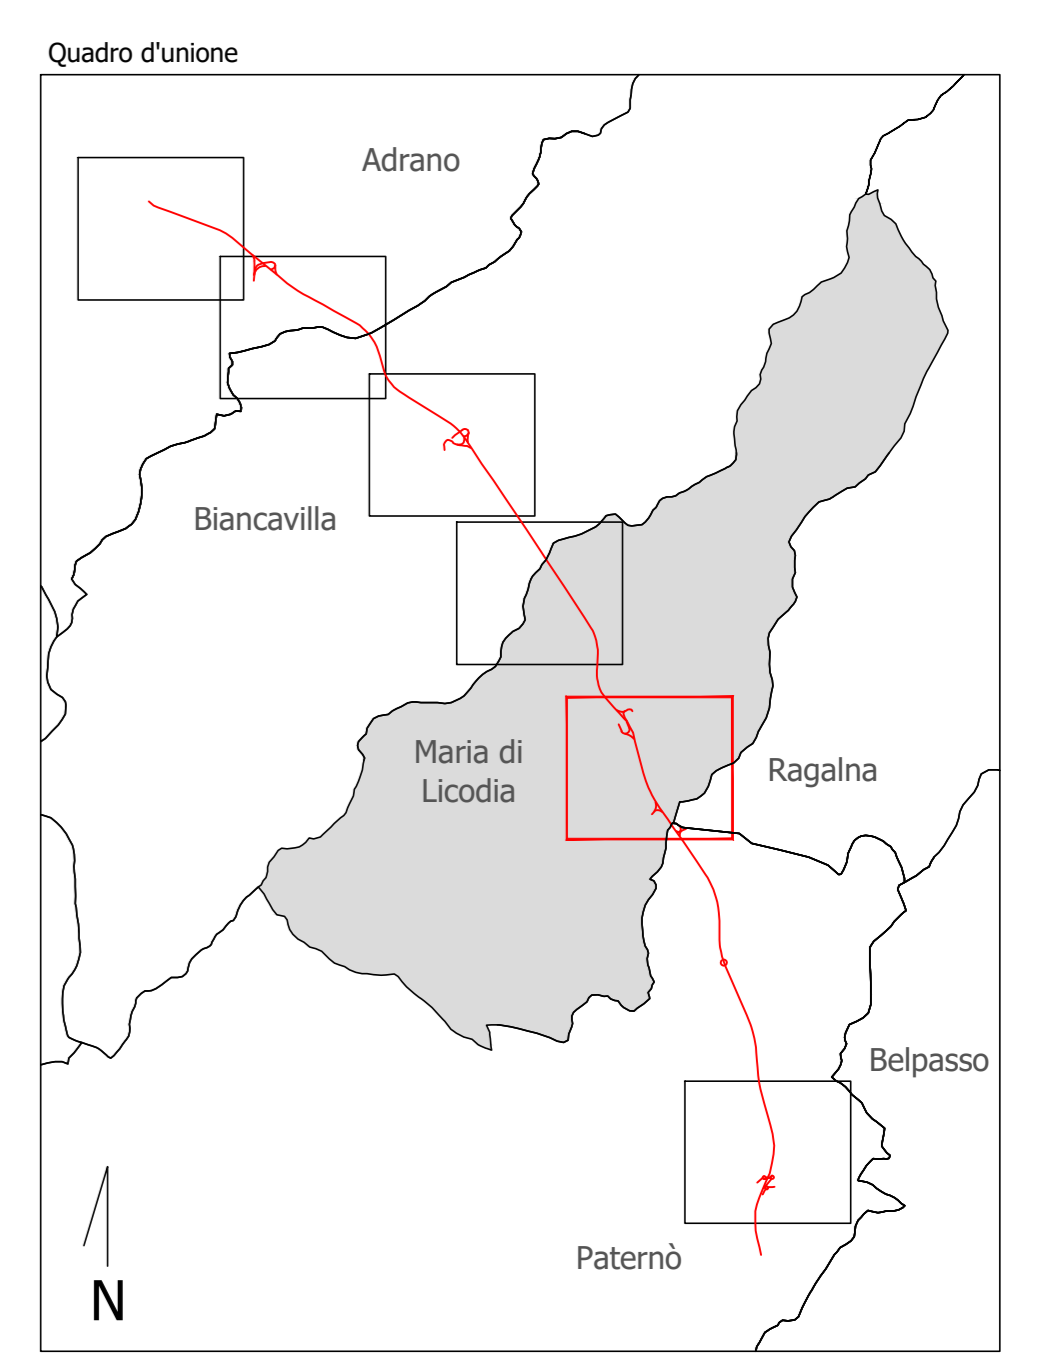 Quadro d'unione
Adrano
Biancavilla
Maria di
Licodia
Ragalna
Belpasso
Paternò
N